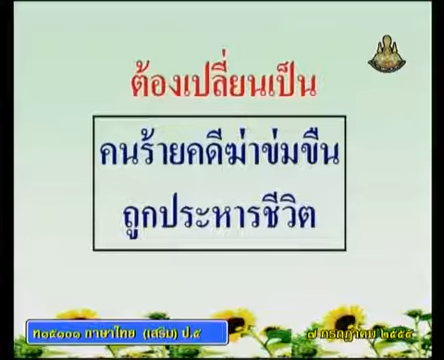 ต้องเปลี่ยนเป็น
คนร้ายคดีฆ่าข่มขืน
ถูกประหารชีวิต
ท๑๕๑๐๑ ภาษาไทย (เสริม) ป.๕
๗ กรกฎาคม ๒๕๕๕